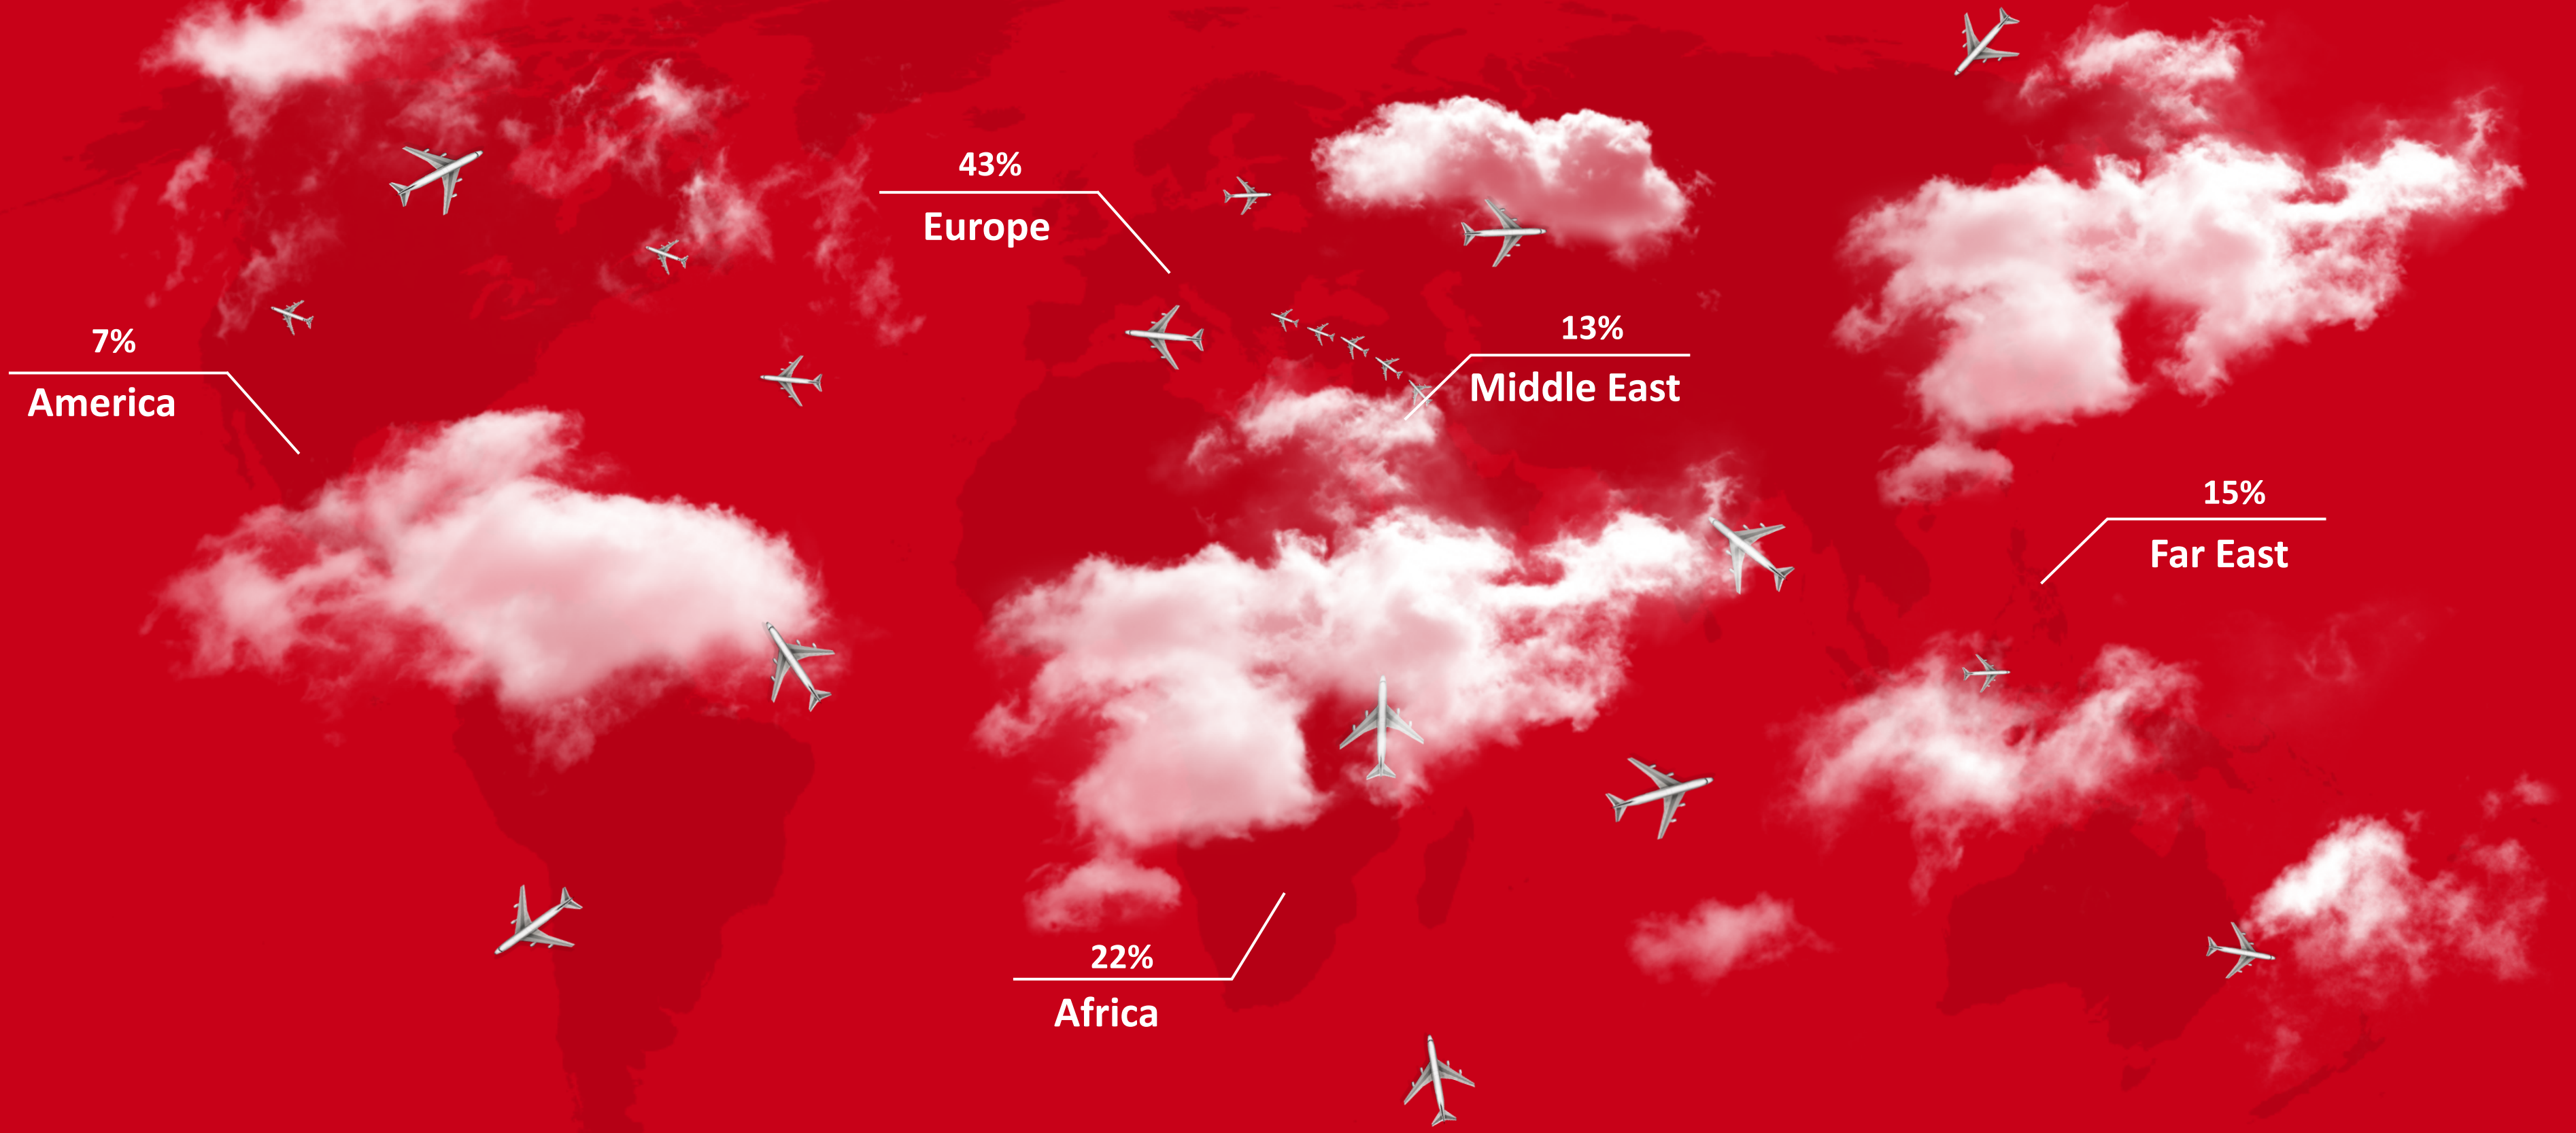 43%
Europe
7%
America
13%
Middle East
15%
Far East
22%
Africa